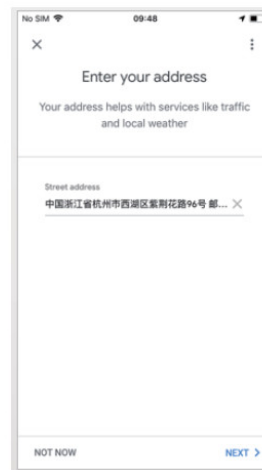 No SIM 09:48
Enter your address
Your address helps with services like traffic
and local weather
Street address
中国浙江省杭州市西湖区紫荆花路96号 邮...
NOT NOW
NEXT